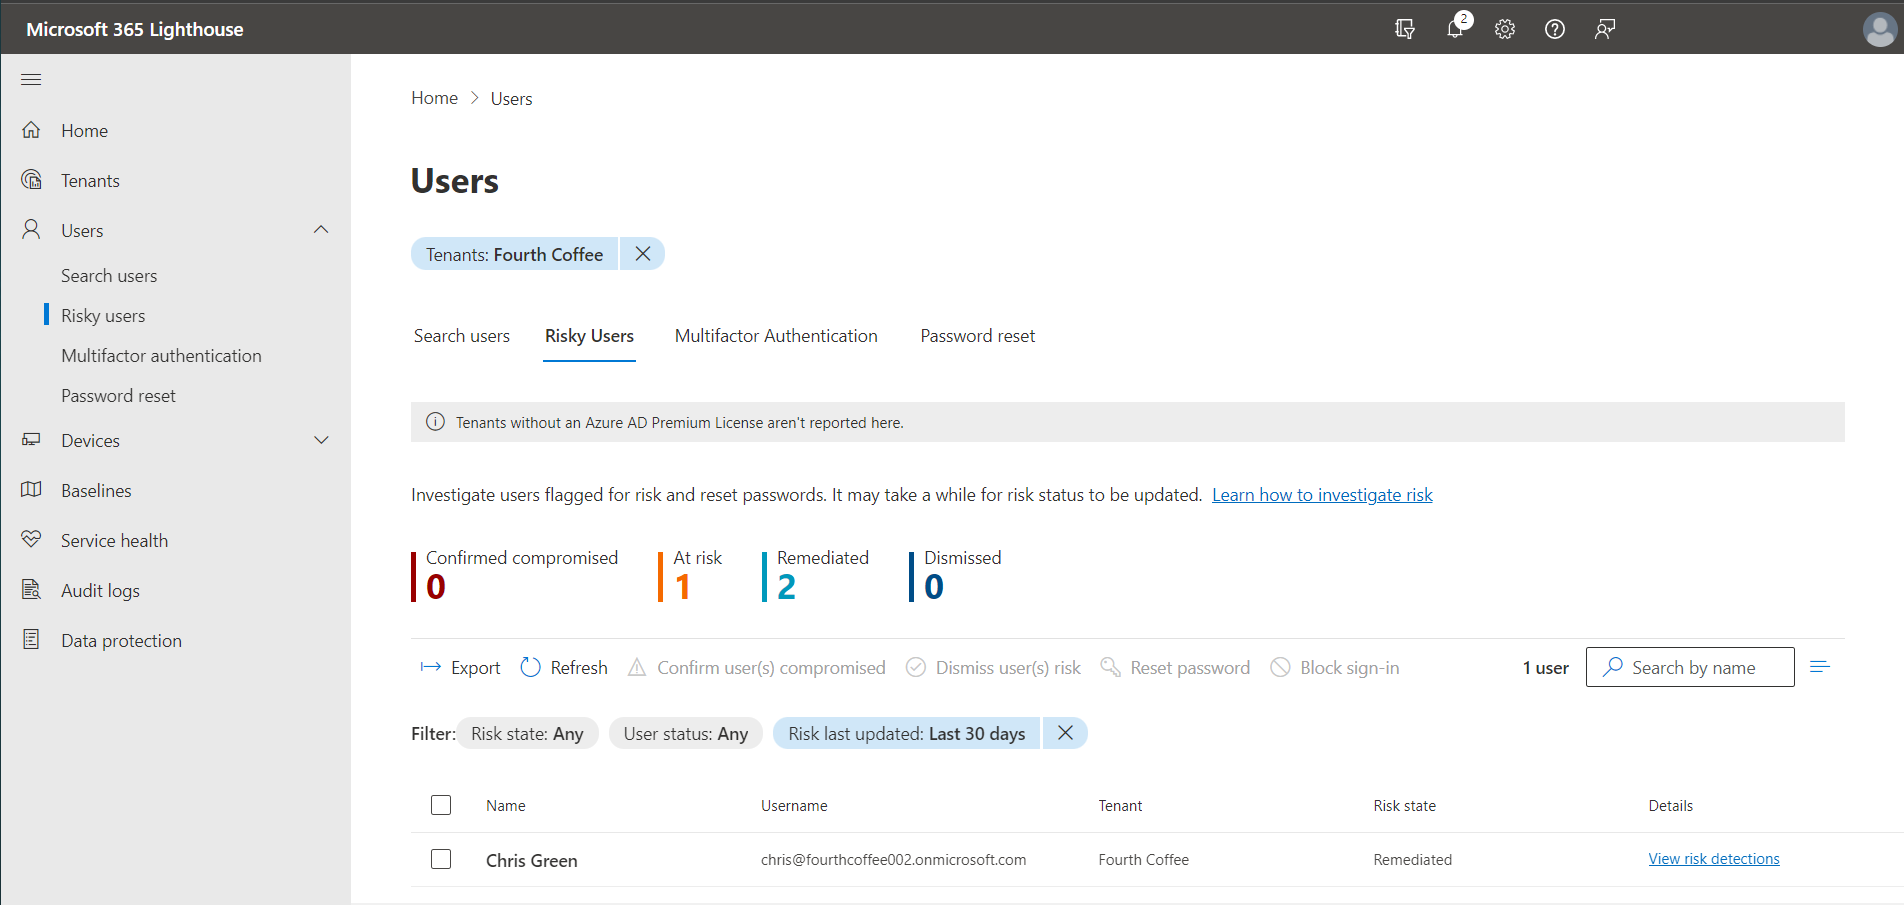 Microsoft 365 Lighthouse
2
Home
Tenants
Users
Search users
Risky users
Multifactor authentication
Password reset
Devices
Baselines
Service health
Audit logs
Data protection
Home > Users
Users
Tenants: Fourth Coffee
Search users Risky Users Multifactor Authentication Password reset
Tenants without an Azure AD Premium License aren't reported here.
Investigate users flagged for risk and reset passwords. It may take a while for risk status to be updated. Learn how to investigate risk
Confirmed compromised At risk Remediated Dismissed
0 1 2 0
Export Refresh Confirm user(s) compromised Dismiss user(s) risk Reset password Block sign-in 1 user Search by name
Filter: Risk state: Any User status: Any Risk last updated: Last 30 days
Name Username Tenant Risk state Details
Chris Green chris@fourthcoffee002.onmicrosoft.com Fourth Coffee Remediated View risk detections